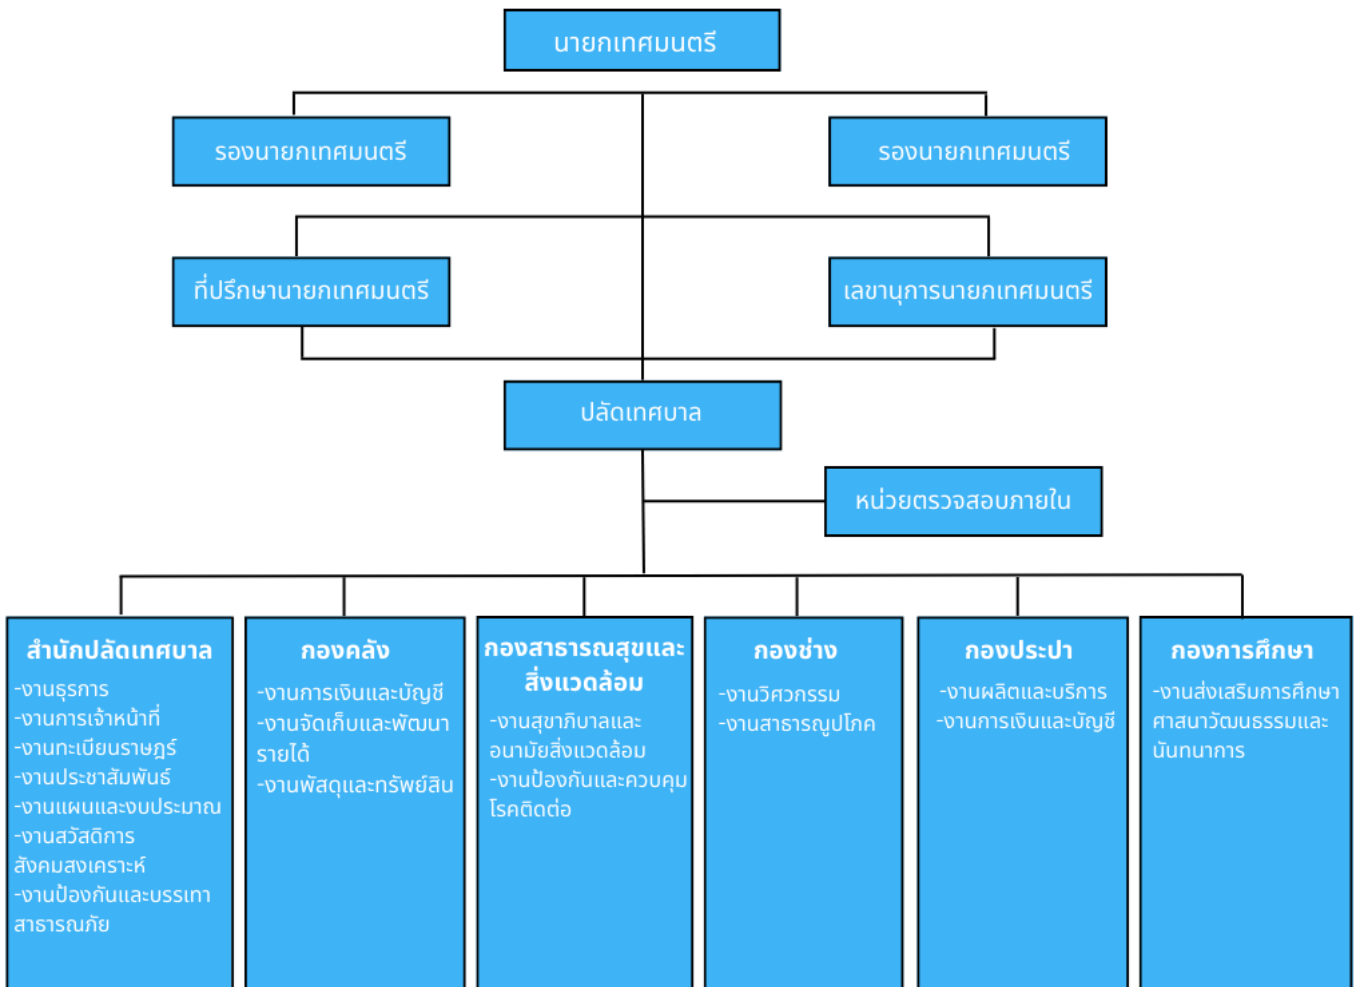 นายกเทศมนตรี
รองนายกเทศมนตรี
รองนายกเทศมนตรี
ที่ปรึกษานายกเทศมนตรี
เลขานุการนายกเทศมนตรี
ปลัดเทศบาล
หน่วยตรวจสอบภายใน
สำนักปลัดเทศบาล
-งานธุรการ
-งานการเจ้าหน้าที่
-งานทะเบียนราษฎร์
-งานประชาสัมพันธ์
-งานแผนและงบประมาณ
-งานสวัสดิการ
สังคมสงเคราะห์
-งานป้องกันและบรรเทา
สาธารณภัย
กองคลัง
-งานการเงินและบัญชี
-งานจัดเก็บและพัฒนา
รายได้
-งานพัสดุและทรัพย์สิน
กองสาธารณสุขและ
สิ่งแวดล้อม
-งานสุขาภิบาลและ
อนามัยสิ่งแวดล้อม
-งานป้องกันและควบคุม
โรคติดต่อ
กองช่าง
-งานวิศวกรรม
-งานสาธารณูปโภค
กองประปา
-งานผลิตและบริการ
-งานการเงินและบัญชี
กองการศึกษา
-งานส่งเสริมการศึกษา
ศาสนาวัฒนธรรมและ
นันทนาการ